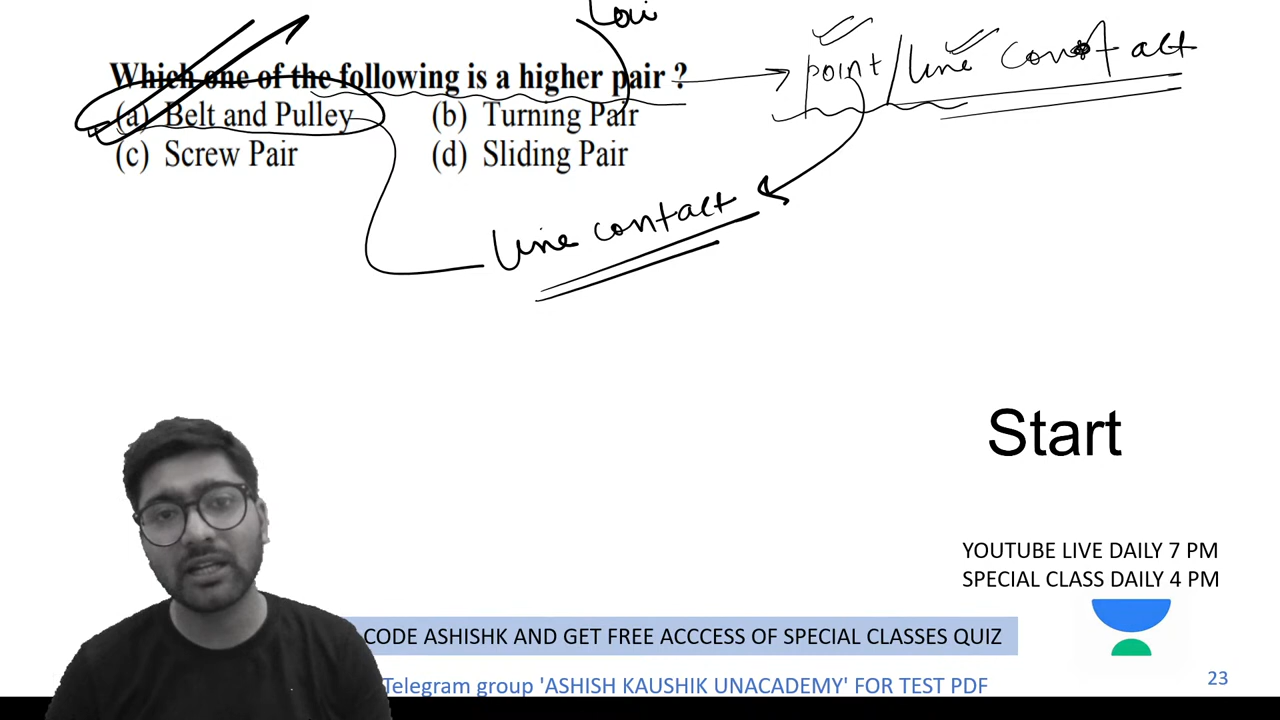 Low
Which one of the following is a higher pair ?
point/line contact
(a) Belt and Pulley (b) Turning Pair
(c) Screw Pair (d) Sliding Pair
line contact
Start
YOUTUBE LIVE DAILY 7 PM
SPECIAL CLASS DAILY 4 PM
CODE ASHISHK AND GET FREE ACCCESS OF SPECIAL CLASSES QUIZ
Telegram group 'ASHISH KAUSHIK UNACADEMY' FOR TEST PDF
23